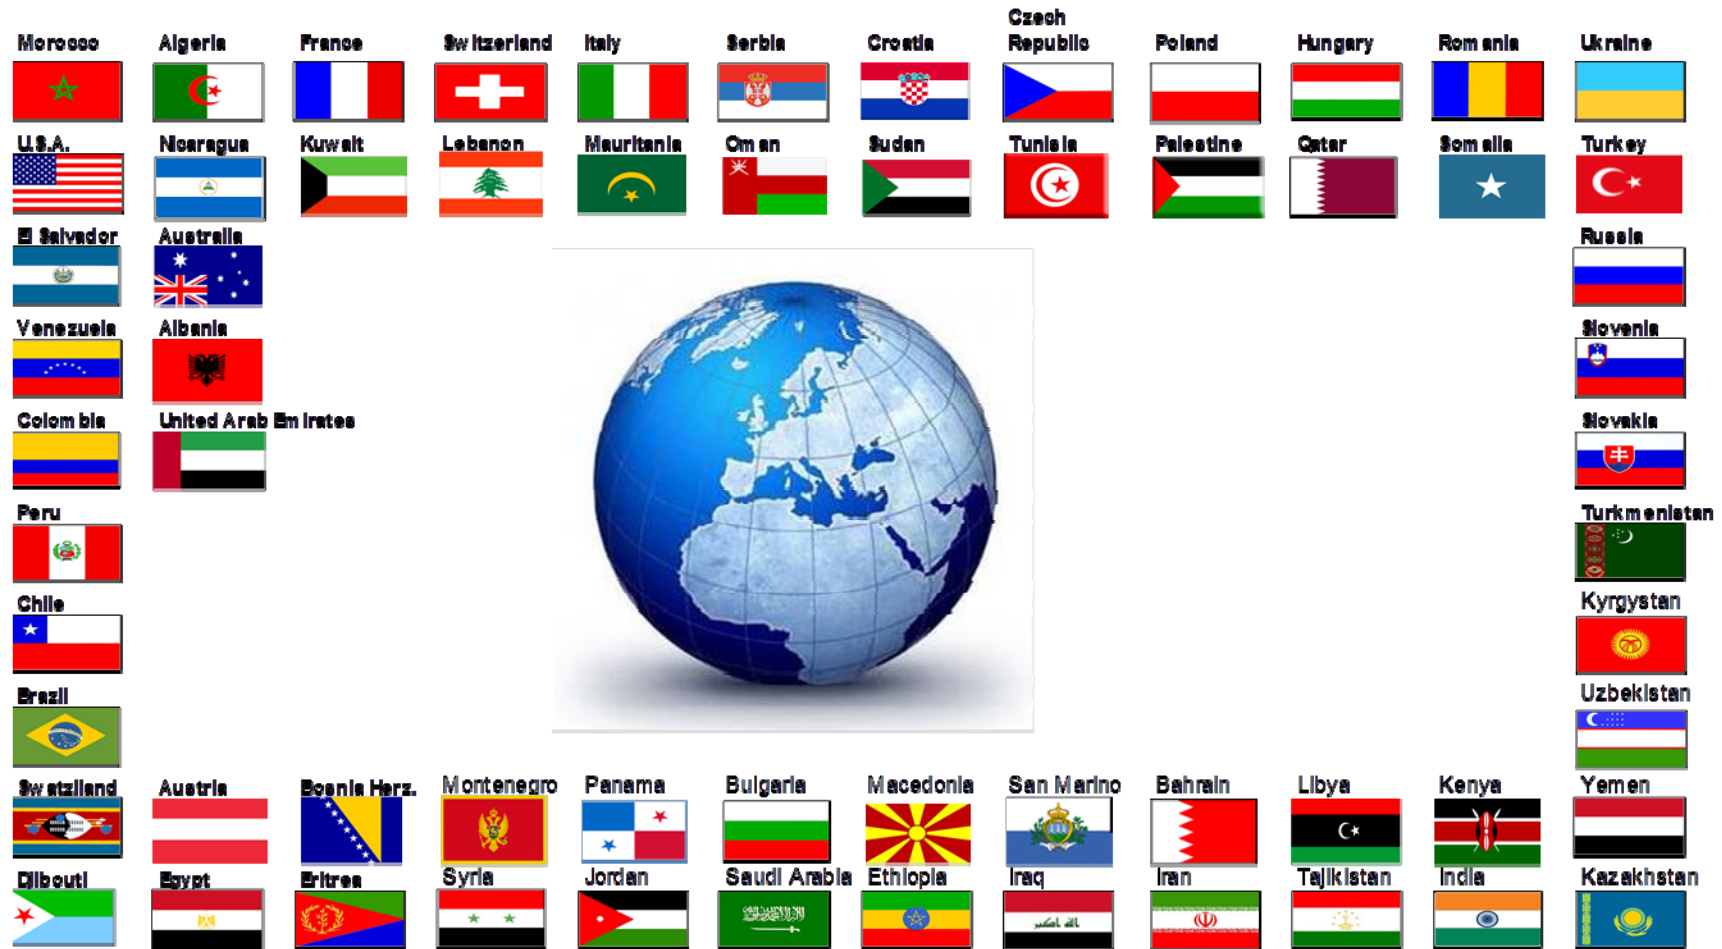 Czech
Morocco Algeria France Switzerland Italy Serbia Croatia Republic Poland Hungary Romania Ukraine
U.S.A. Nicaragua Kuwait Lebanon Mauritania Oman Sudan Tunisia Palestine Qatar Somalia Turkey
El Salvador Australia Russia
Venezuela Albania Slovenia
Colombia United Arab Emirates Slovakia
Peru Turkmenistan
Chile Kyrgystan
Brazil Uzbekistan
Swatziland Austria Bosnia Herz. Montenegro Panama Bulgaria Macedonia San Marino Bahrain Libya Kenya Yemen
Djibouti Egypt Eritrea Syria Jordan Saudi Arabia Ethiopia Iraq Iran Tajikistan India Kazakhstan